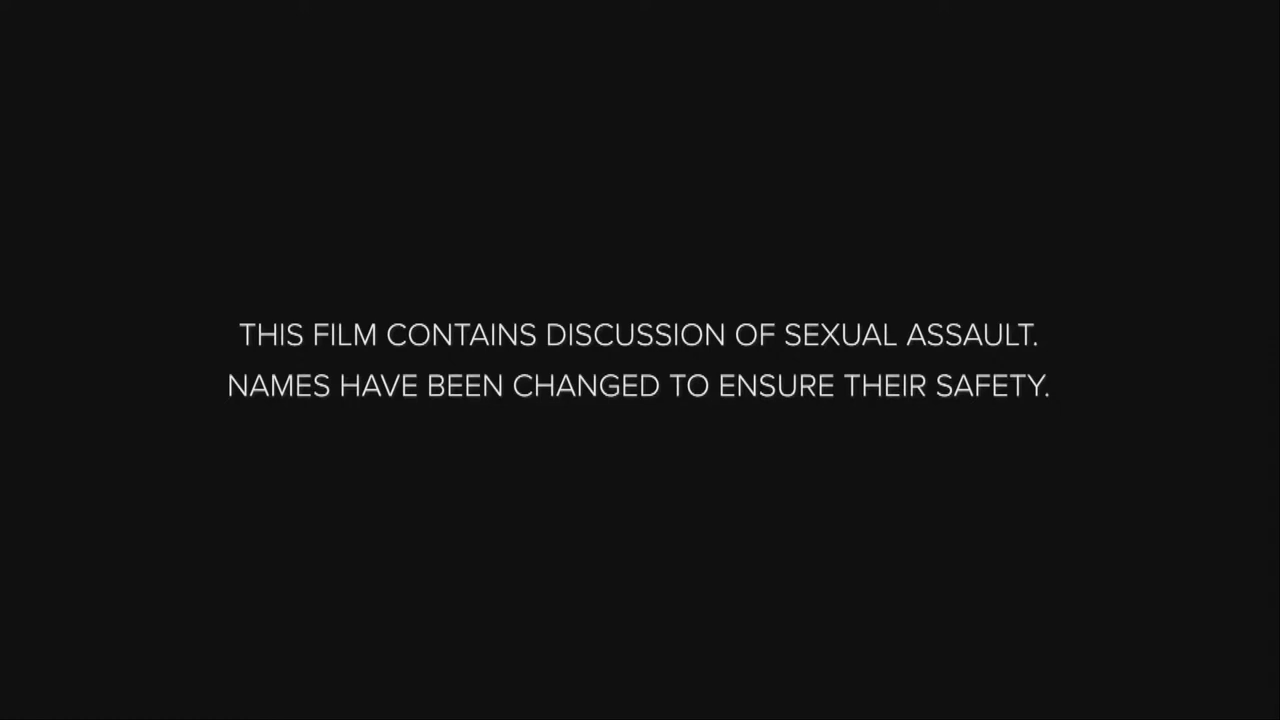 THIS FILM CONTAINS DISCUSSION OF SEXUAL ASSAULT.
NAMES HAVE BEEN CHANGED TO ENSURE THEIR SAFETY.